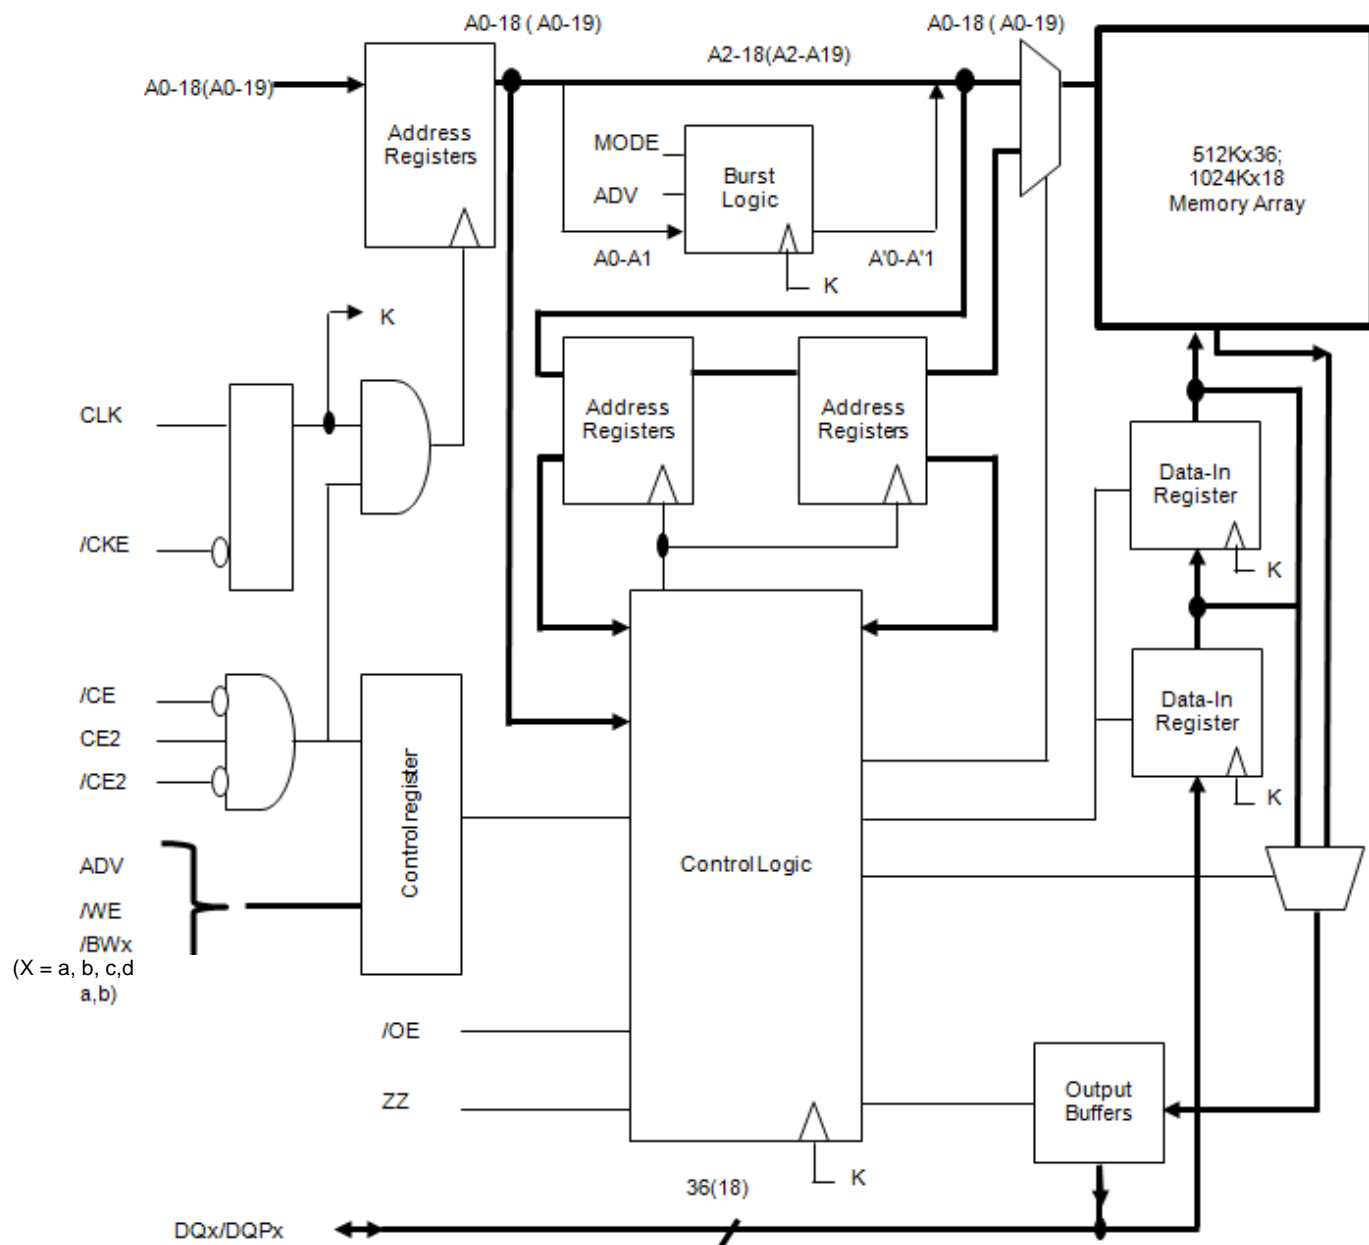 A0-18 ( A0-19)
A0-18 ( A0-19)
A2-18(A2-A19)
A0-18(A0-19)
Address
Registers
MODE
ADV
Burst
Logic
A0-A1
A'0-A'1
K
512Kx36;
1024Kx18
Memory Array
K
CLK
/CKE
Address
Registers
Address
Registers
Data-In
Register
K
/CE
CE2
/CE2
Control register
Data-In
Register
K
ADV
/WE
/BWx
(X = a, b, c,d
a,b)
Control Logic
/OE
ZZ
Output
Buffers
K
36(18)
DQx/DQPx